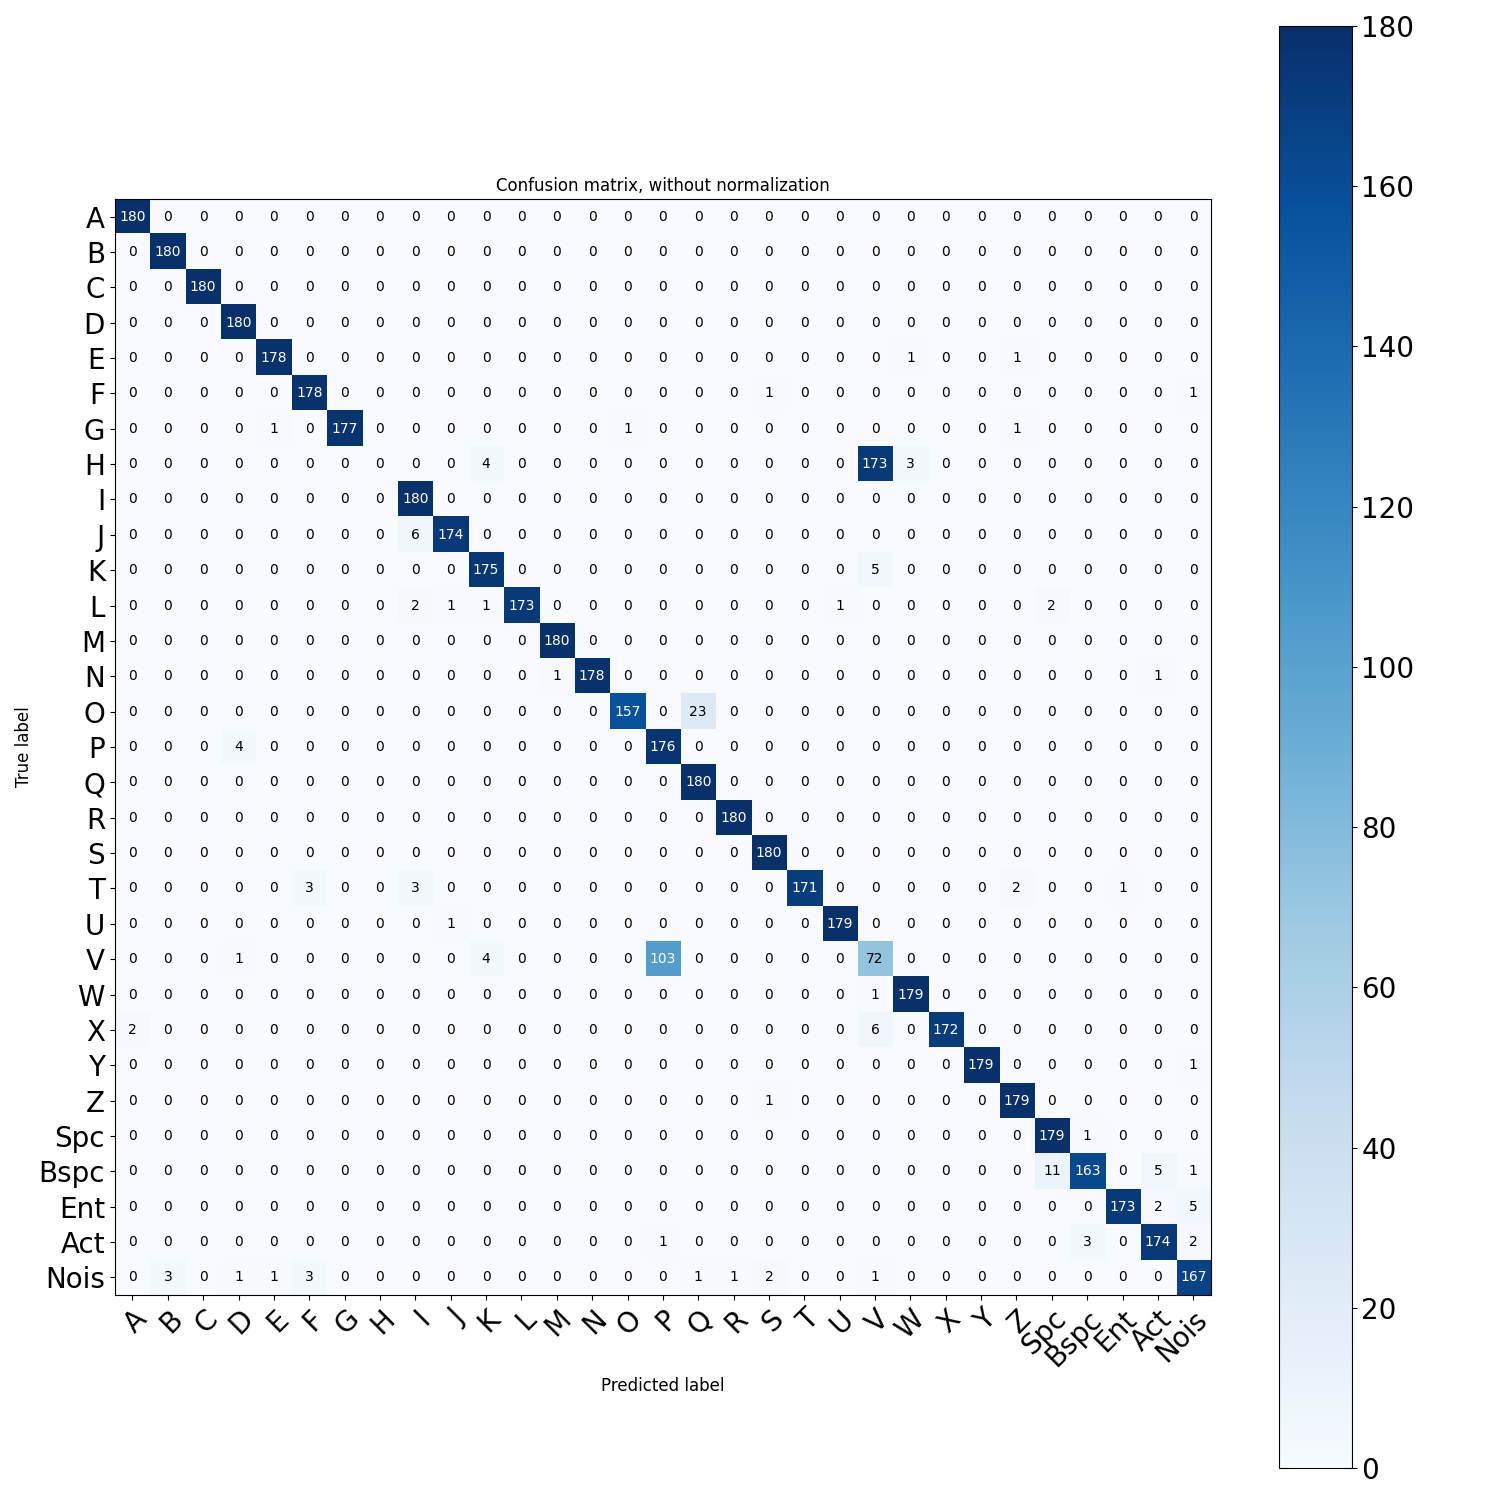 Confusion matrix, without normalization
A 180 0 0 0 0 0 0 0 0 0 0 0 0 0 0 0 0 0 0 0 0 0 0 0 0 0 0 0 0 0 0
B 0 180 0 0 0 0 0 0 0 0 0 0 0 0 0 0 0 0 0 0 0 0 0 0 0 0 0 0 0 0 0
C 0 0 180 0 0 0 0 0 0 0 0 0 0 0 0 0 0 0 0 0 0 0 0 0 0 0 0 0 0 0 0
D 0 0 0 180 0 0 0 0 0 0 0 0 0 0 0 0 0 0 0 0 0 0 0 0 0 0 0 0 0 0 0
E 0 0 0 0 178 0 0 0 0 0 0 0 0 0 0 0 0 0 0 0 0 0 1 0 0 1 0 0 0 0 0
F 0 0 0 0 0 178 0 0 0 0 0 0 0 0 0 0 0 0 1 0 0 0 0 0 0 0 0 0 0 0 1
G 0 0 0 0 1 0 177 0 0 0 0 0 0 0 1 0 0 0 0 0 0 0 0 0 0 1 0 0 0 0 0
H 0 0 0 0 0 0 0 0 0 0 4 0 0 0 0 0 0 0 0 0 0 173 3 0 0 0 0 0 0 0 0
I 0 0 0 0 0 0 0 0 180 0 0 0 0 0 0 0 0 0 0 0 0 0 0 0 0 0 0 0 0 0 0
J 0 0 0 0 0 0 0 0 6 174 0 0 0 0 0 0 0 0 0 0 0 0 0 0 0 0 0 0 0 0 0
K 0 0 0 0 0 0 0 0 0 0 175 0 0 0 0 0 0 0 0 0 0 5 0 0 0 0 0 0 0 0 0
L 0 0 0 0 0 0 0 0 2 1 1 173 0 0 0 0 0 0 0 0 1 0 0 0 0 0 2 0 0 0 0
M 0 0 0 0 0 0 0 0 0 0 0 0 180 0 0 0 0 0 0 0 0 0 0 0 0 0 0 0 0 0 0
N 0 0 0 0 0 0 0 0 0 0 0 0 1 178 0 0 0 0 0 0 0 0 0 0 0 0 0 0 0 1 0
O 0 0 0 0 0 0 0 0 0 0 0 0 0 0 157 0 23 0 0 0 0 0 0 0 0 0 0 0 0 0 0
P 0 0 0 4 0 0 0 0 0 0 0 0 0 0 0 176 0 0 0 0 0 0 0 0 0 0 0 0 0 0 0
Q 0 0 0 0 0 0 0 0 0 0 0 0 0 0 0 0 180 0 0 0 0 0 0 0 0 0 0 0 0 0 0
R 0 0 0 0 0 0 0 0 0 0 0 0 0 0 0 0 0 180 0 0 0 0 0 0 0 0 0 0 0 0 0
S 0 0 0 0 0 0 0 0 0 0 0 0 0 0 0 0 0 0 180 0 0 0 0 0 0 0 0 0 0 0 0
T 0 0 0 0 0 3 0 0 3 0 0 0 0 0 0 0 0 0 0 171 0 0 0 0 0 2 0 0 1 0 0
U 0 0 0 0 0 0 0 0 0 1 0 0 0 0 0 0 0 0 0 0 179 0 0 0 0 0 0 0 0 0 0
V 0 0 0 1 0 0 0 0 0 0 4 0 0 0 0 103 0 0 0 0 0 72 0 0 0 0 0 0 0 0 0
W 0 0 0 0 0 0 0 0 0 0 0 0 0 0 0 0 0 0 0 0 0 1 179 0 0 0 0 0 0 0 0
X 2 0 0 0 0 0 0 0 0 0 0 0 0 0 0 0 0 0 0 0 0 6 0 172 0 0 0 0 0 0 0
Y 0 0 0 0 0 0 0 0 0 0 0 0 0 0 0 0 0 0 0 0 0 0 0 0 179 0 0 0 0 0 1
Z 0 0 0 0 0 0 0 0 0 0 0 0 0 0 0 0 0 0 1 0 0 0 0 0 0 179 0 0 0 0 0
Spc 0 0 0 0 0 0 0 0 0 0 0 0 0 0 0 0 0 0 0 0 0 0 0 0 0 0 179 1 0 0 0
Bspc 0 0 0 0 0 0 0 0 0 0 0 0 0 0 0 0 0 0 0 0 0 0 0 0 0 0 11 163 0 5 1
Ent 0 0 0 0 0 0 0 0 0 0 0 0 0 0 0 0 0 0 0 0 0 0 0 0 0 0 0 0 173 2 5
Act 0 0 0 0 0 0 0 0 0 0 0 0 0 0 0 1 0 0 0 0 0 0 0 0 0 0 0 3 0 174 2
Nois 0 3 0 1 1 3 0 0 0 0 0 0 0 0 0 0 1 1 2 0 0 1 0 0 0 0 0 0 0 0 167
A B C D E F G H I J K L M N O P Q R S T U V W X Y Z Spc Bspc Ent Act Nois
Predicted label
True label
180
160
140
120
100
80
60
40
20
0